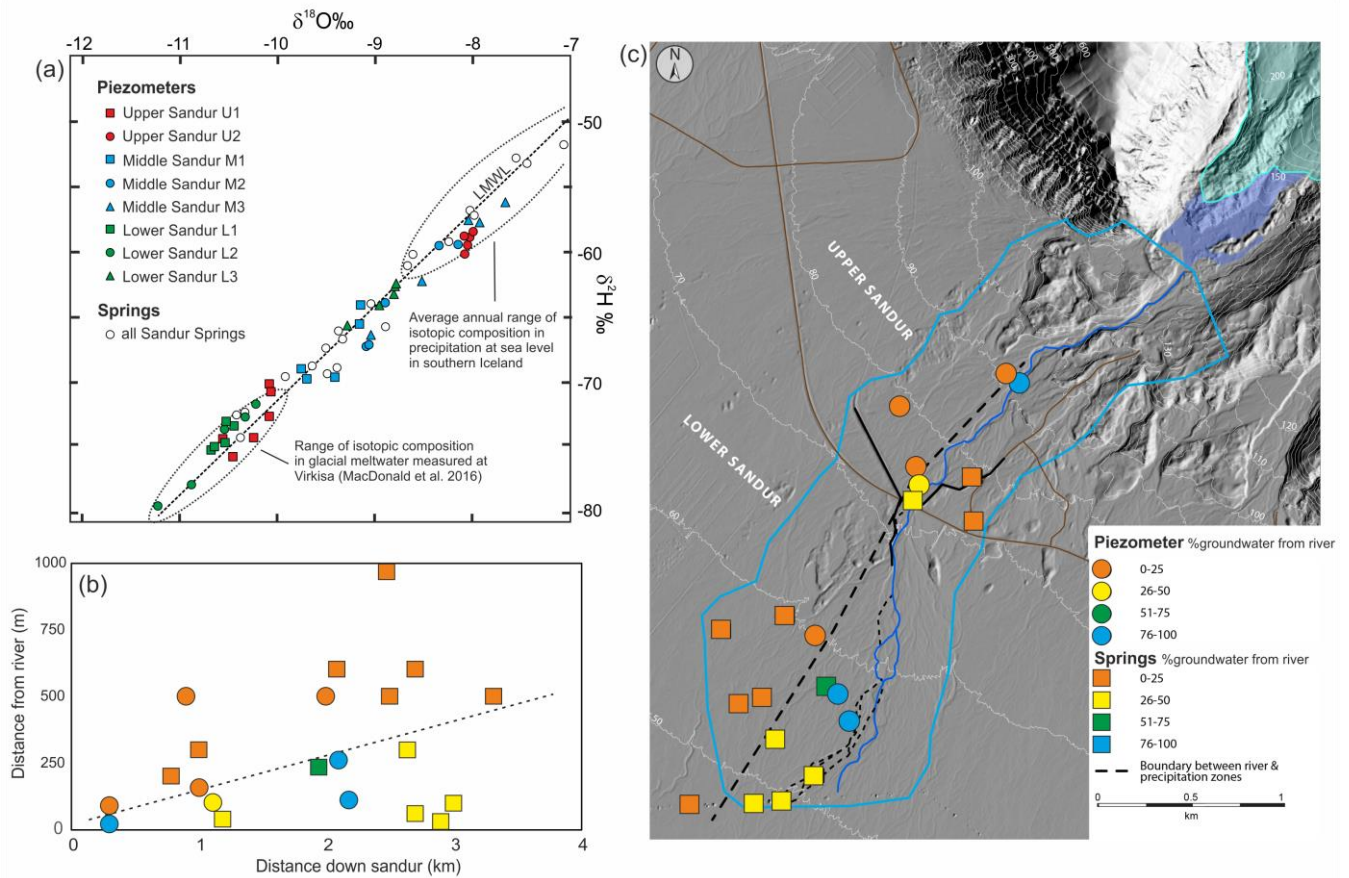 δ18O‰
-12 -11 -10 -9 -8 -7
(a)
Piezometers
Upper Sandur U1
Upper Sandur U2
Middle Sandur M1
Middle Sandur M2
Middle Sandur M3
Lower Sandur L1
Lower Sandur L2
Lower Sandur L3
Springs
all Sandur Springs
LMWL
Average annual range of
isotopic composition in
precipitation at sea level
in southern Iceland
Range of isotopic composition
in glacial meltwater measured at
Virkisa (MacDonald et al. 2016)
-50
-60
-70
-80
δ2H ‰
(b)
1000
750
500
250
0
Distance from river (m)
0 1 2 3 4
Distance down sandur (km)
(c)
N
UPPER SANDUR
LOWER SANDUR
300
400
500
600
200
150
70
80
90
130
120
110
100
60
50
Piezometer %groundwater from river
0-25
26-50
51-75
76-100
Springs %groundwater from river
0-25
26-50
51-75
76-100
Boundary between river &
precipitation zones
0 0.5 1
km